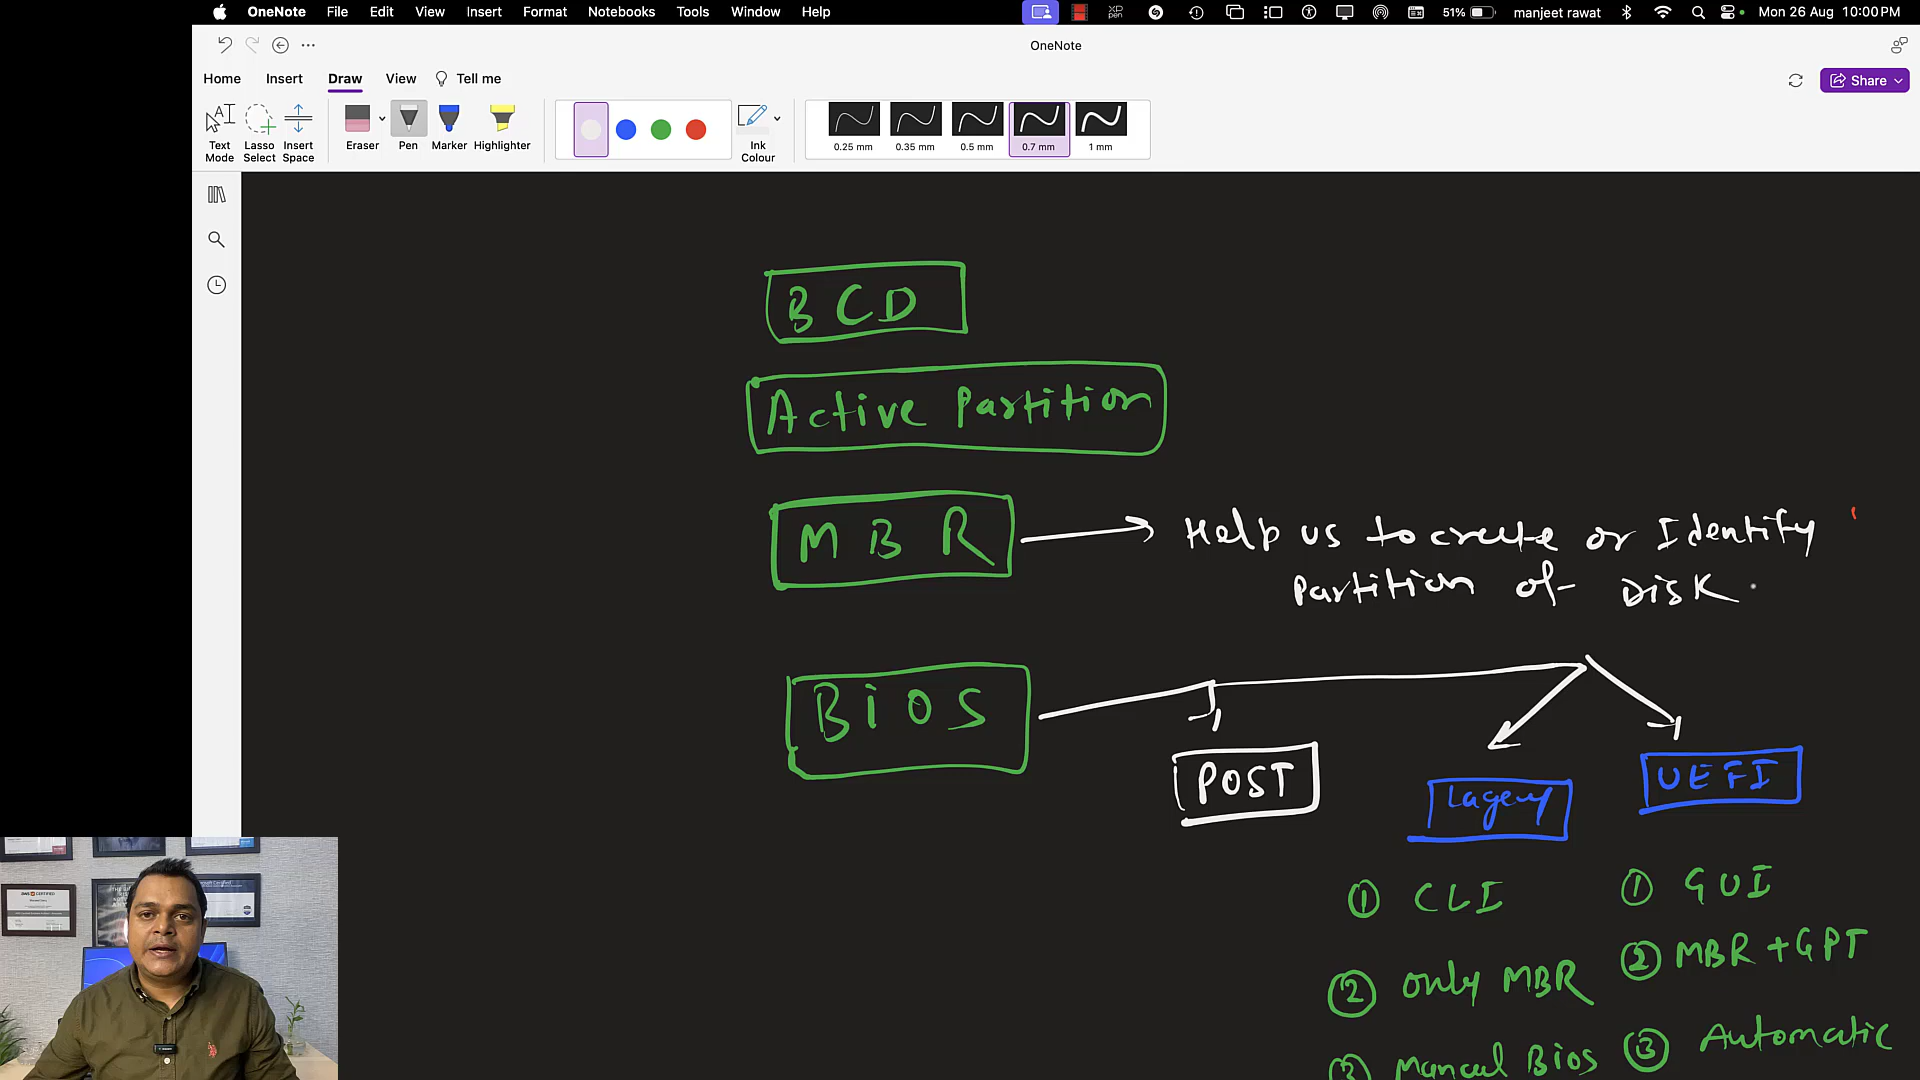 OneNote File Edit View Insert Format Notebooks Tools Window Help 51% manjeet rawat Mon 26 Aug 10:00 PM
OneNote
Home Insert Draw View Tell me Share
Text Mode
Lasso Select
Insert Space
Eraser
Pen
Marker
Highlighter
Ink Colour
0.25 mm
0.35 mm
0.5 mm
0.7 mm
1 mm
BCD
Active Partition
MBR
Help us to create or Identify
Partition of Disk
BiOS
POST
Lagecy
UEFI
① CLI
① GUI
② only MBR
② MBR + GPT
③ Manual Bios
③ Automatic